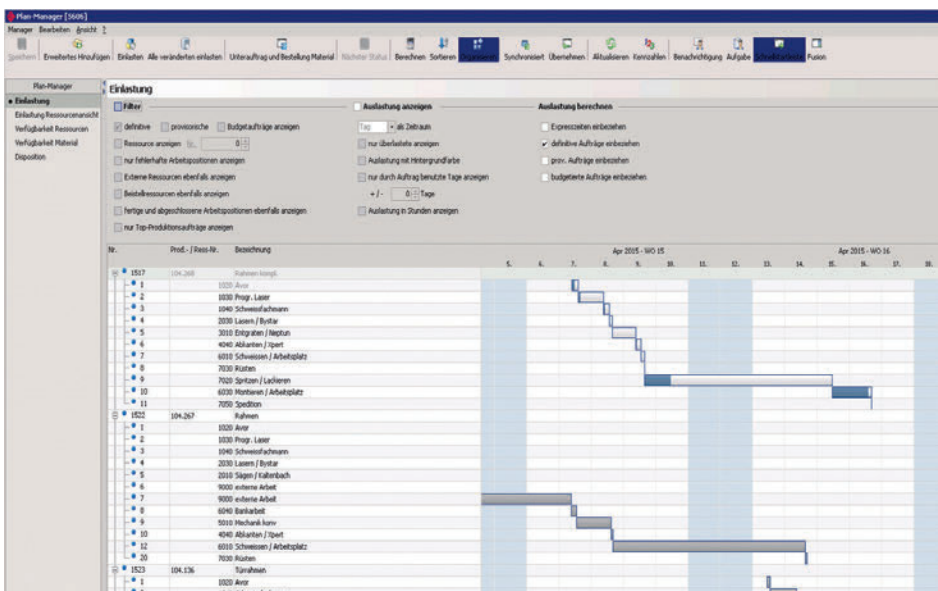 Plan-Manager [5606]
Manager Bearbeiten Ansicht ?
Speichern Erweitertes Hinzufügen Einlasten Alle veränderten einlasten Unterauftrag und Bestellung Material Nächster Status Berechnen Sortieren Synchronisiert Übernehmen Aktualisieren Kennzahlen Benachrichtigung Aufgabe Fusion
Plan-Manager
Einlastung
Einlastung Ressourcenansicht
Verfügbarkeit Ressourcen
Verfügbarkeit Material
Disposition
Einlastung
Filter Auslastung anzeigen Auslastung berechnen
definitive provisorische Budgetaufträge anzeigen Tag als Zeitraum Expresszeiten einbeziehen
Ressource anzeigen Nr. 0 nur überlastete anzeigen definitive Aufträge einbeziehen
nur fehlerhafte Arbeitspositionen anzeigen Auslastung mit Hintergrundfarbe prov. Aufträge einbeziehen
Externe Ressourcen ebenfalls anzeigen nur durch Auftrag benutzte Tage anzeigen budgetierte Aufträge einbeziehen
Beistellressourcen ebenfalls anzeigen +/- 0 Tage
fertige und abgeschlossene Arbeitspositionen ebenfalls anzeigen Auslastung in Stunden anzeigen
nur Top-Produktionsaufträge anzeigen
Nr. Prod.- / Ress-Nr. Bezeichnung Apr 2015 - WO 15 Apr 2015 - WO 16
5. 6. 7. 8. 9. 10. 11. 12. 13. 14. 15. 16. 17. 18.
1517 104.268 Rahmen kompl.
1 1020 Avor
2 1030 Progr. Laser
3 1040 Schweissfachmann
4 2030 Lasern / Bystar
5 3010 Entgraten / Neptun
6 4040 Abkanten / Xpert
7 6010 Schweissen / Arbeitsplatz
8 7030 Rüsten
9 7020 Spritzen / Lackieren
10 6030 Montieren / Arbeitsplatz
11 7050 Spedition
1522 104.267 Rahmen
1 1020 Avor
2 1030 Progr. Laser
3 1040 Schweissfachmann
4 2030 Lasern / Bystar
5 2010 Sägen / Kaltenbach
6 9000 externe Arbeit
7 9000 externe Arbeit
8 6040 Bankarbeit
9 5010 Mechanik konv
10 4040 Abkanten / Xpert
12 6010 Schweissen / Arbeitsplatz
20 7030 Rüsten
1523 104.136 Türrahmen
1 1020 Avor